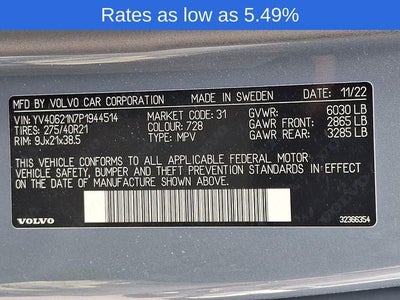 Rates as low as 5.49%
MFD BY VOLVO CAR CORPORATION MADE IN SWEDEN 11/22
VIN: YV40621N7P1944514 MARKET CODE: 31 GVWR: 6030 LB
TIRES: 275/40R21 COLOUR: 728 GAWR FRONT: 2865 LB
RIM: 9Jx21x38.5 TYPE: MPV GAWR REAR: 3285 LB
THIS VEHICLE CONFORMS TO ALL APPLICABLE FEDERAL MOTOR
VEHICLE SAFETY, BUMPER AND THEFT PREVENTION STANDARDS IN EFFECT
ON THE DATE OF MANUFACTURE SHOWN ABOVE.
VOLVO 32366354